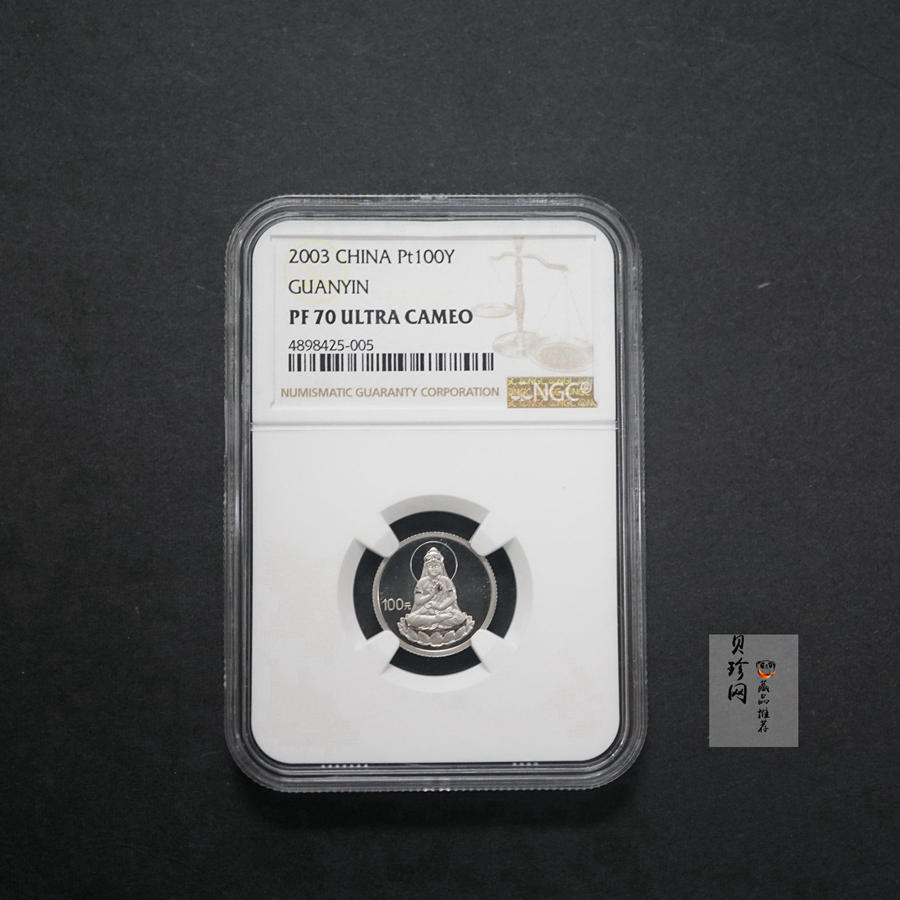 2003 CHINA Pt100Y
GUANYIN
PF 70 ULTRA CAMEO
4898425-005
NUMISMATIC GUARANTY CORPORATION
NGC®
100元
贝珍网
藏品推荐